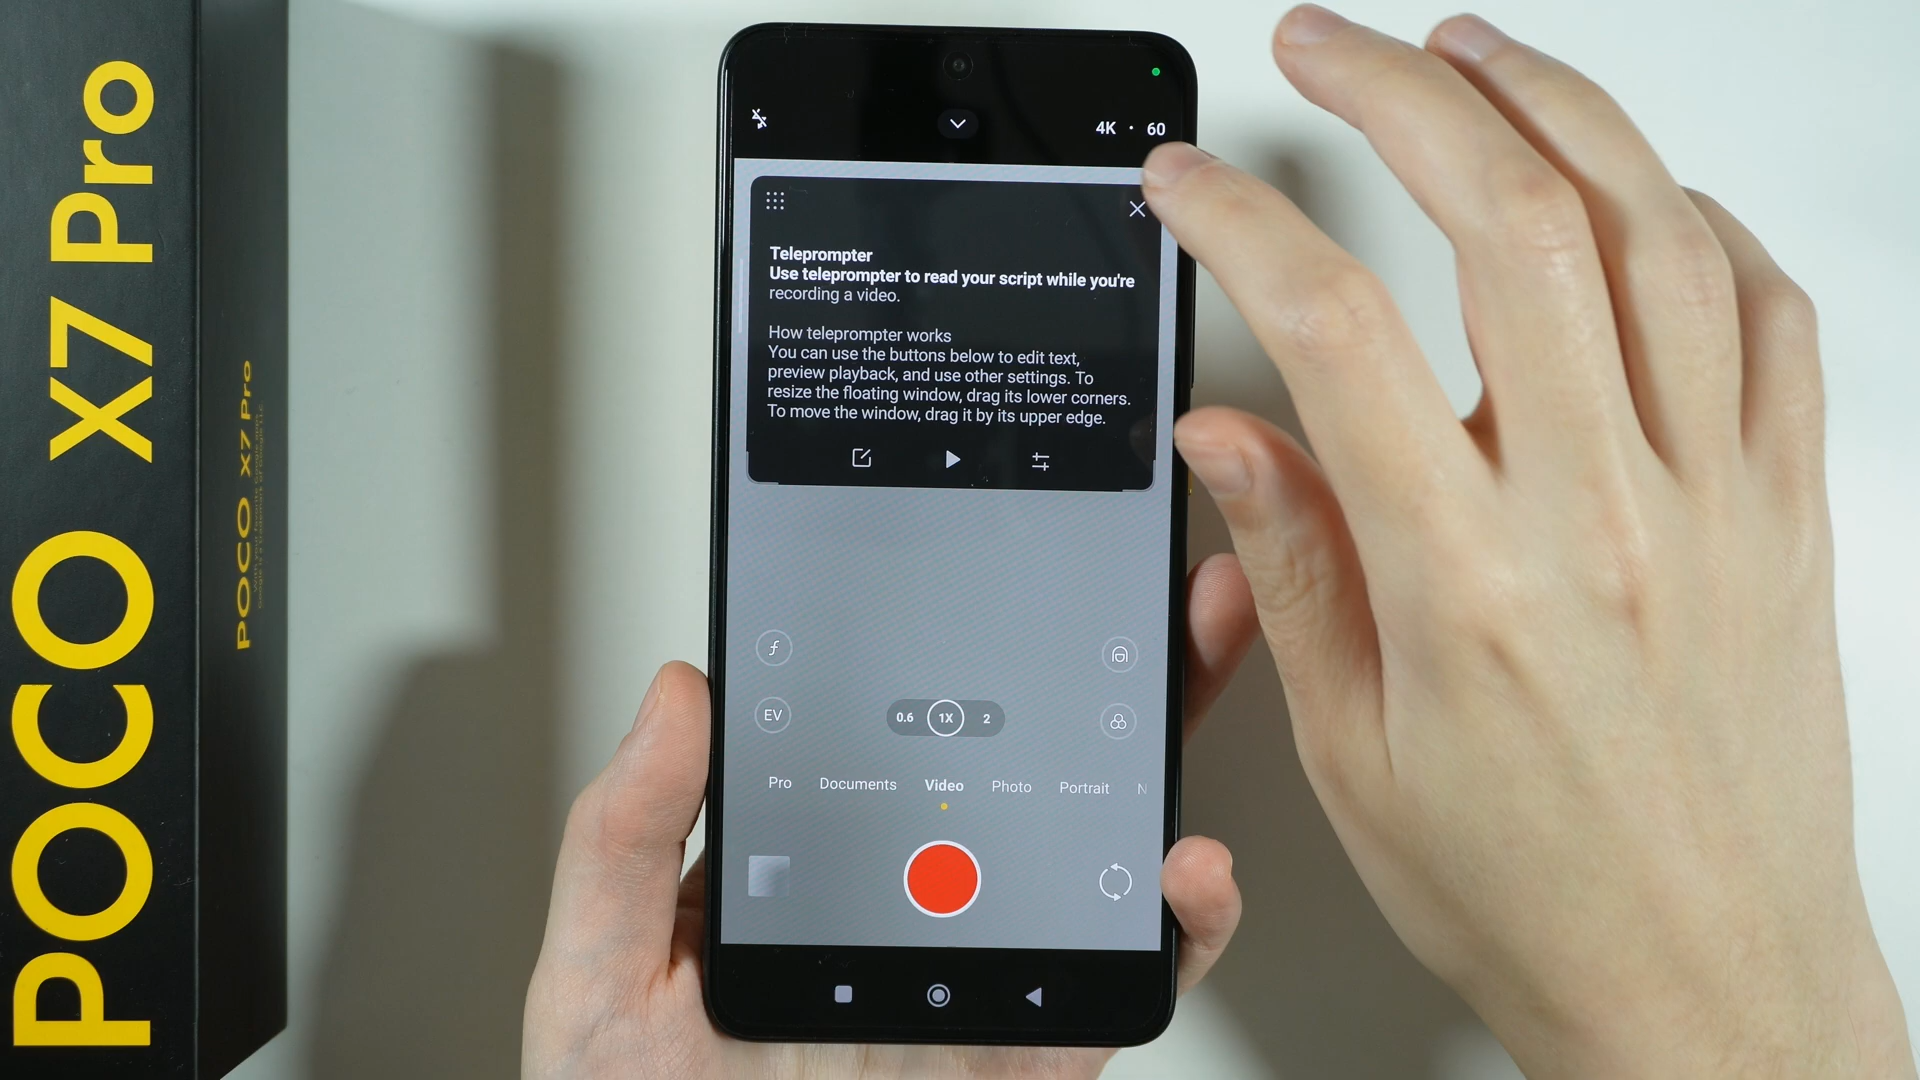 POCO X7 Pro
POCO X7 Pro
4K · 60
Teleprompter
Use teleprompter to read your script while you're
recording a video.
How teleprompter works
You can use the buttons below to edit text,
preview playback, and use other settings. To
resize the floating window, drag its lower corners.
To move the window, drag it by its upper edge.
EV
0.6 1X 2
Pro Documents Video Photo Portrait N